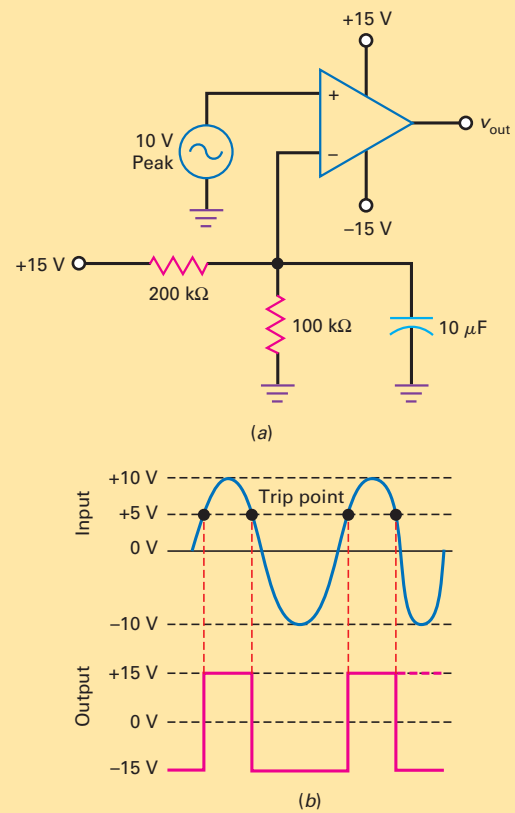 +15 V
+
10 V
Peak
−
v_out
−15 V
+15 V
200 kΩ
100 kΩ
10 μF
(a)
Input
+10 V
Trip point
+5 V
0 V
−10 V
Output
+15 V
0 V
−15 V
(b)